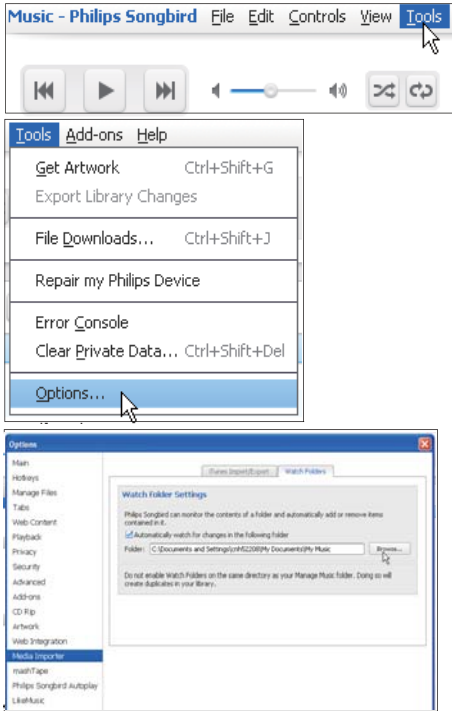 Music - Philips Songbird File Edit Controls View Tools
Tools Add-ons Help
Get Artwork Ctrl+Shift+G
Export Library Changes
File Downloads... Ctrl+Shift+J
Repair my Philips Device
Error Console
Clear Private Data... Ctrl+Shift+Del
Options...
Options
Main
Hotkeys
Manage Files
Tabs
Web Content
Playback
Privacy
Security
Advanced
Add-ons
CD Rip
Artwork
Web Integration
Media Importer
mashTape
Philips Songbird Autoplay
LikeMusic
iTunes Import/Export Watch Folders
Watch Folder Settings
Philips Songbird can monitor the contents of a folder and automatically add or remove items
contained in it.
Automatically watch for changes in the following folder
Folder: C:\Documents and Settings\cnh52208\My Documents\My Music Browse...
Do not enable Watch Folders on the same directory as your Manage Music folder. Doing so will
create duplicates in your library.